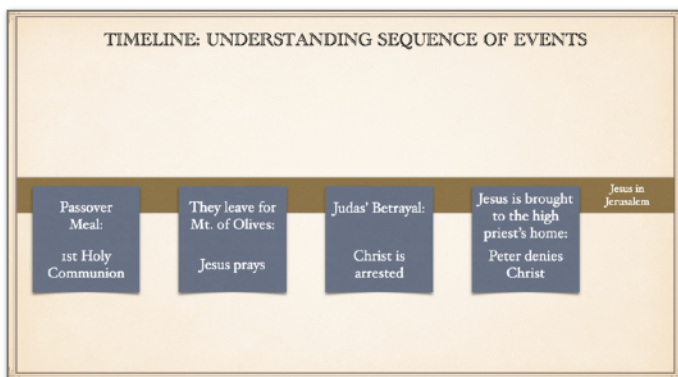 TIMELINE: UNDERSTANDING SEQUENCE OF EVENTS
Passover
Meal:
1st Holy
Communion
They leave for
Mt. of Olives:
Jesus prays
Judas' Betrayal:
Christ is
arrested
Jesus is brought
to the high
priest's home:
Peter denies
Christ
Jesus in
Jerusalem